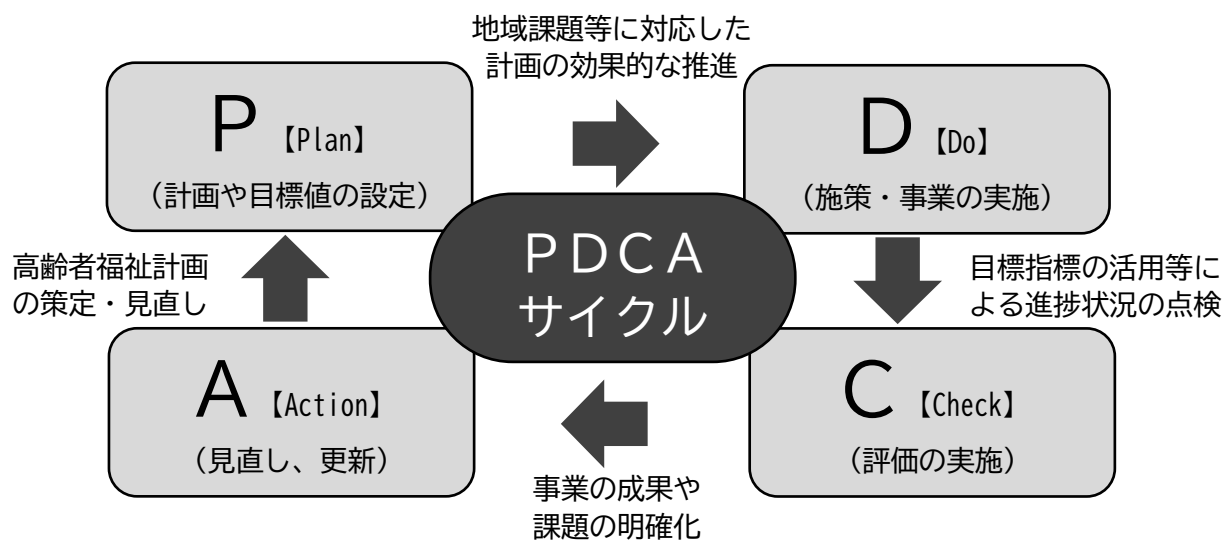 地域課題等に対応した
計画の効果的な推進
Ｐ【Plan】
（計画や目標値の設定）
Ｄ【Do】
（施策・事業の実施）
ＰＤＣＡ
サイクル
高齢者福祉計画
の策定・見直し
目標指標の活用等に
よる進捗状況の点検
Ａ【Action】
（見直し、更新）
Ｃ【Check】
（評価の実施）
事業の成果や
課題の明確化